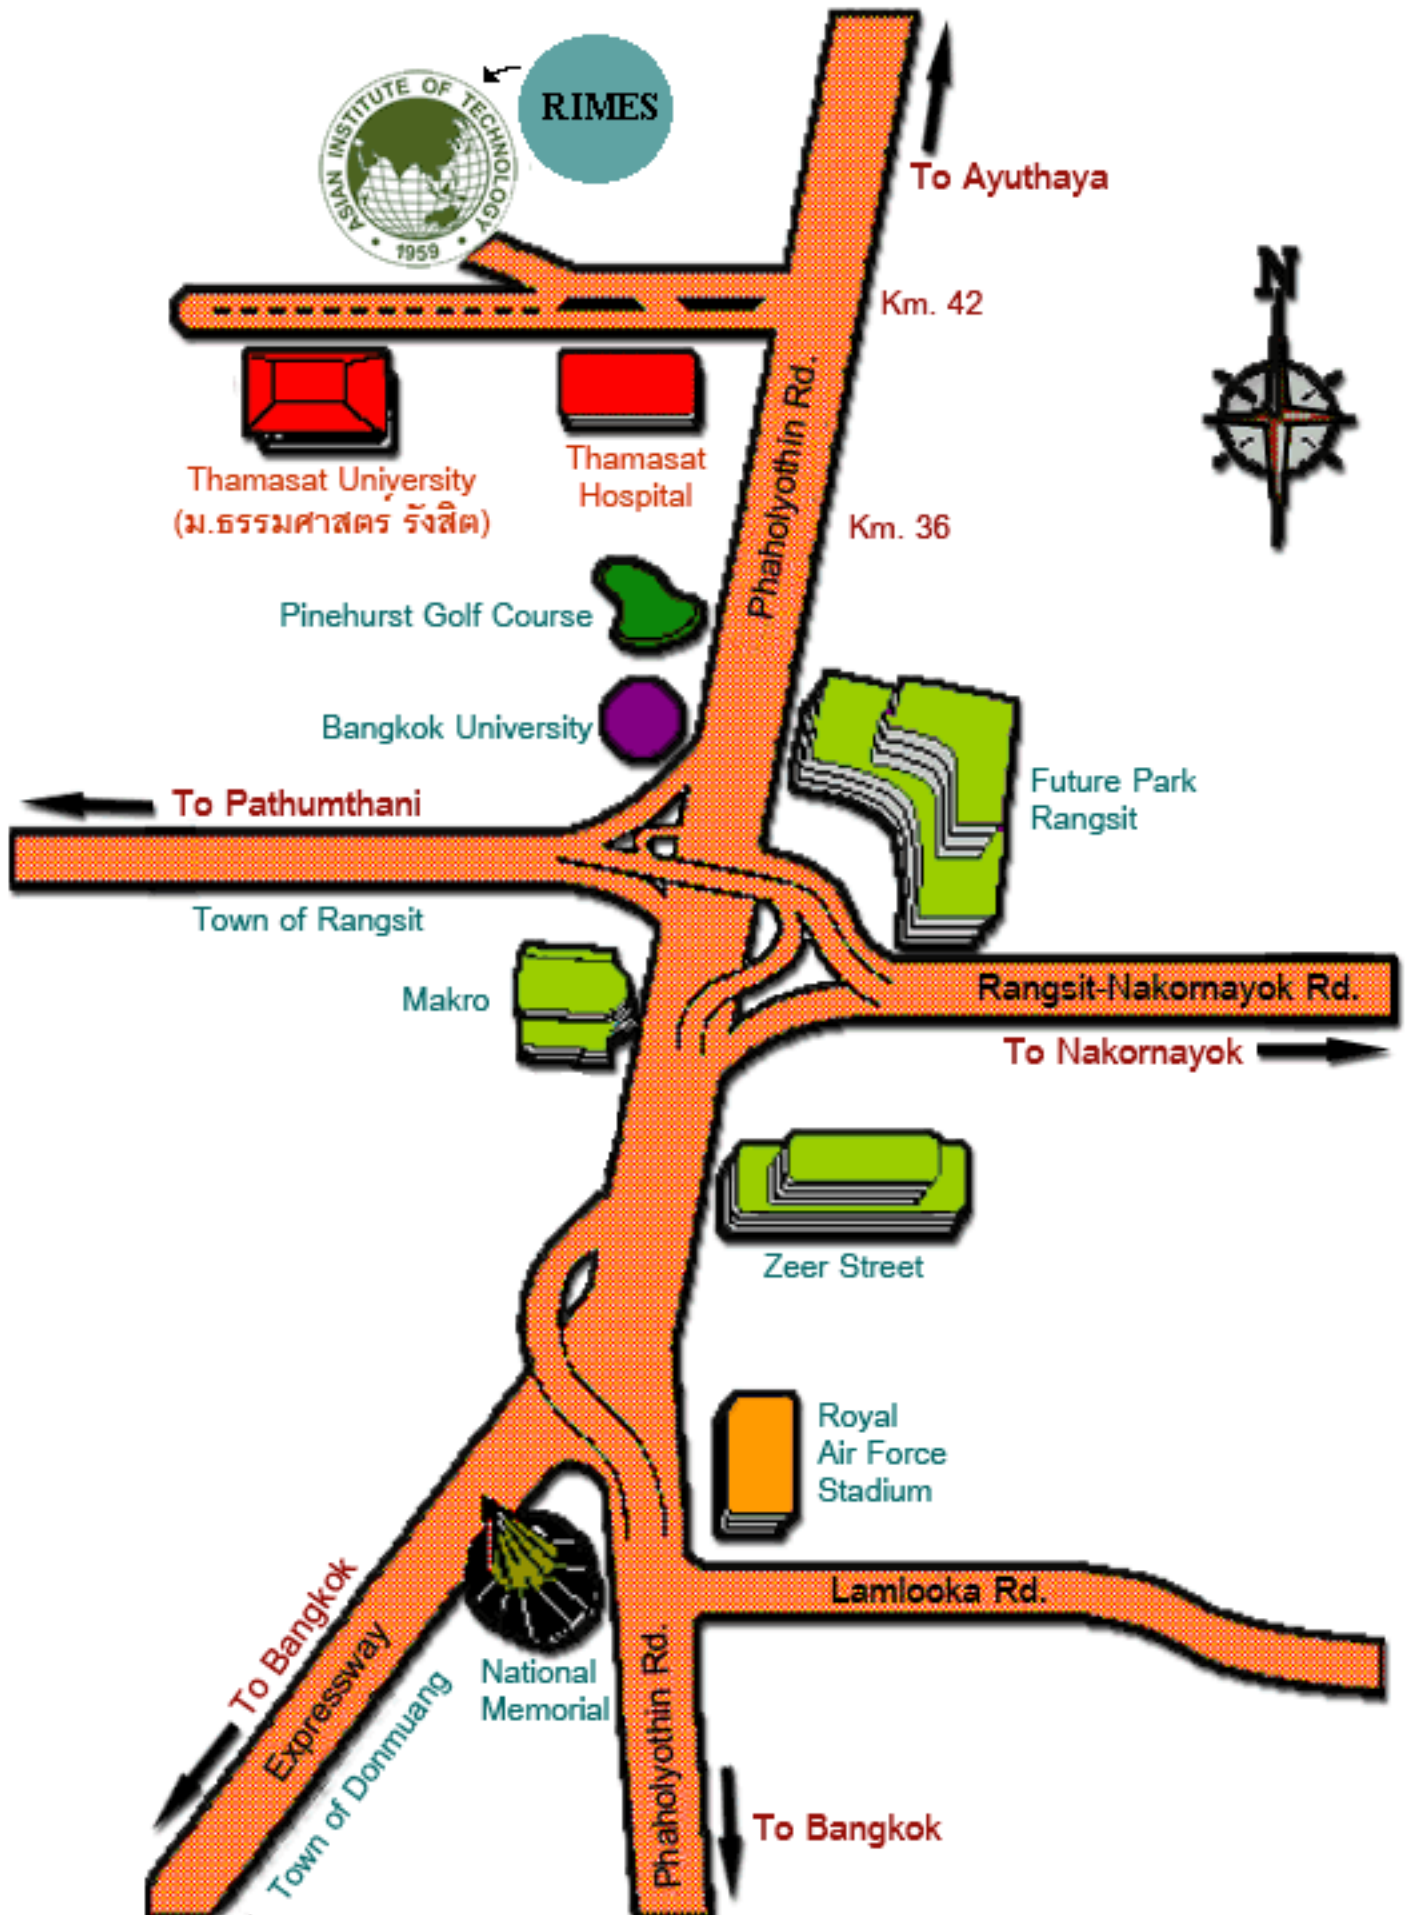 ASIAN INSTITUTE OF TECHNOLOGY
1959
RIMES
To Ayuthaya
N
Km. 42
Thamasat University
(ม.ธรรมศาสตร์ รังสิต)
Thamasat
Hospital
Phaholyothin Rd.
Km. 36
Pinehurst Golf Course
Bangkok University
To Pathumthani
Future Park
Rangsit
Town of Rangsit
Makro
Rangsit-Nakornayok Rd.
To Nakornayok
Zeer Street
Royal
Air Force
Stadium
Lamlooka Rd.
To Bangkok
Expressway
Town of Donmuang
National
Memorial
Phaholyothin Rd.
To Bangkok